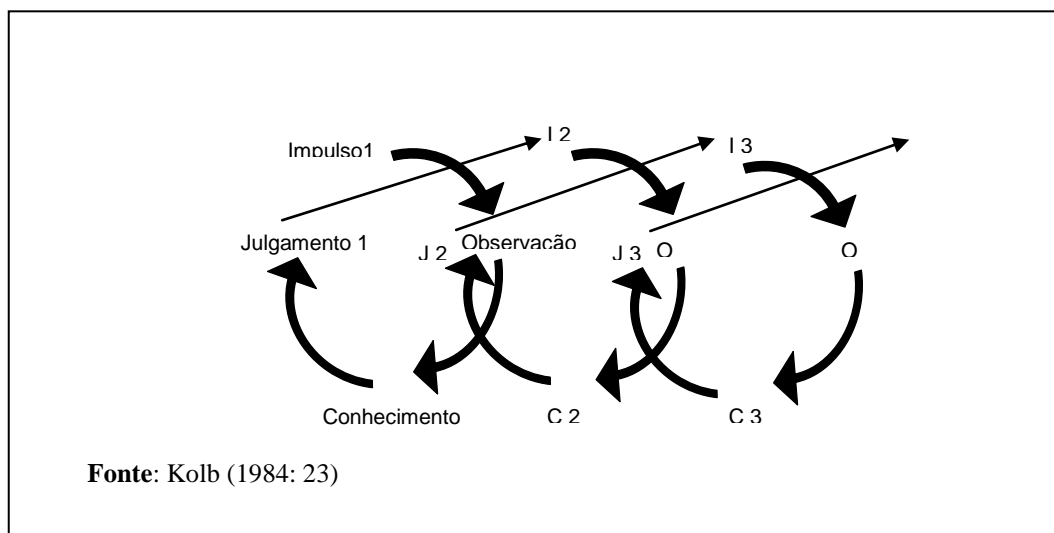 I 2
I 3
Impulso1
Julgamento 1
J 2
Observação
J 3
O
O
Conhecimento
C 2
C 3
Fonte: Kolb (1984: 23)